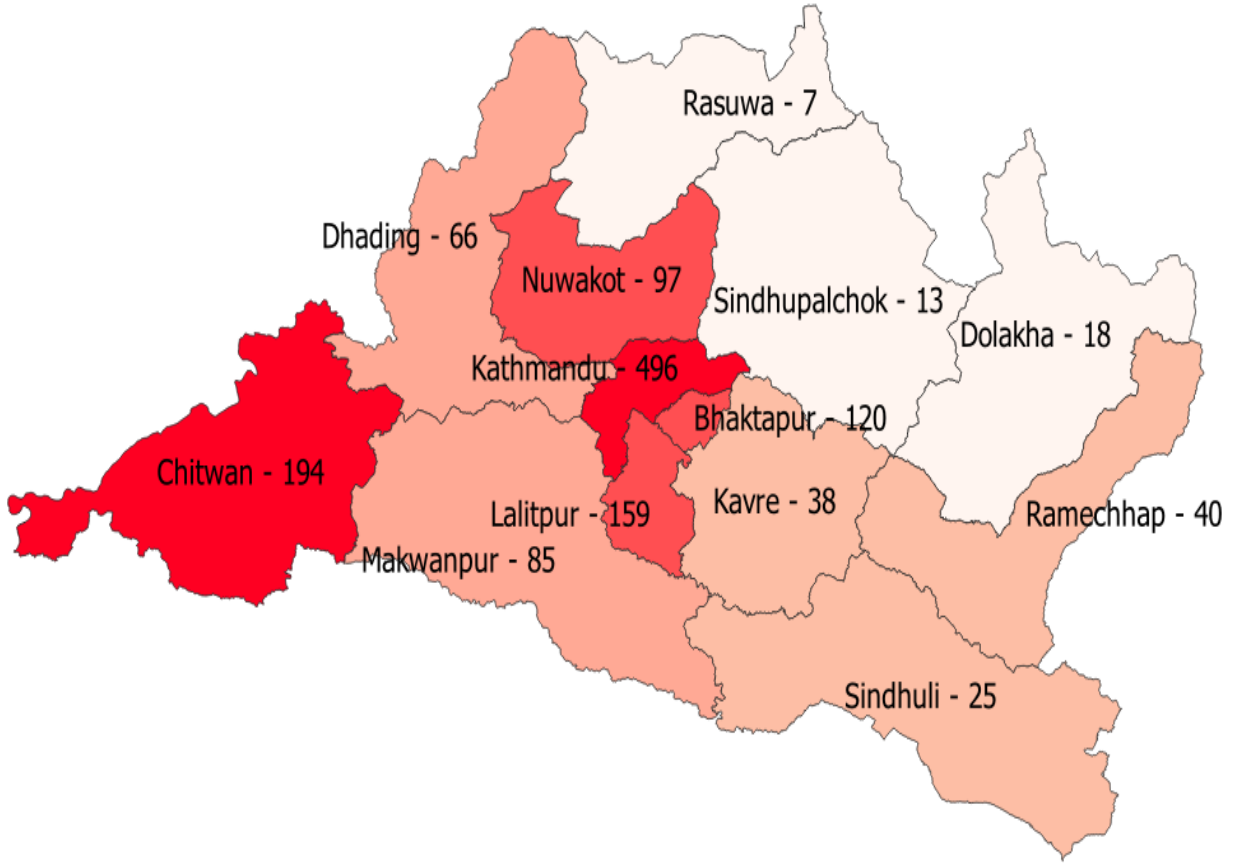 Rasuwa - 7
Dhading - 66
Nuwakot - 97
Sindhupalchok - 13
Dolakha - 18
Kathmandu - 496
Bhaktapur - 120
Chitwan - 194
Kavre - 38
Lalitpur - 159
Ramechhap - 40
Makwanpur - 85
Sindhuli - 25